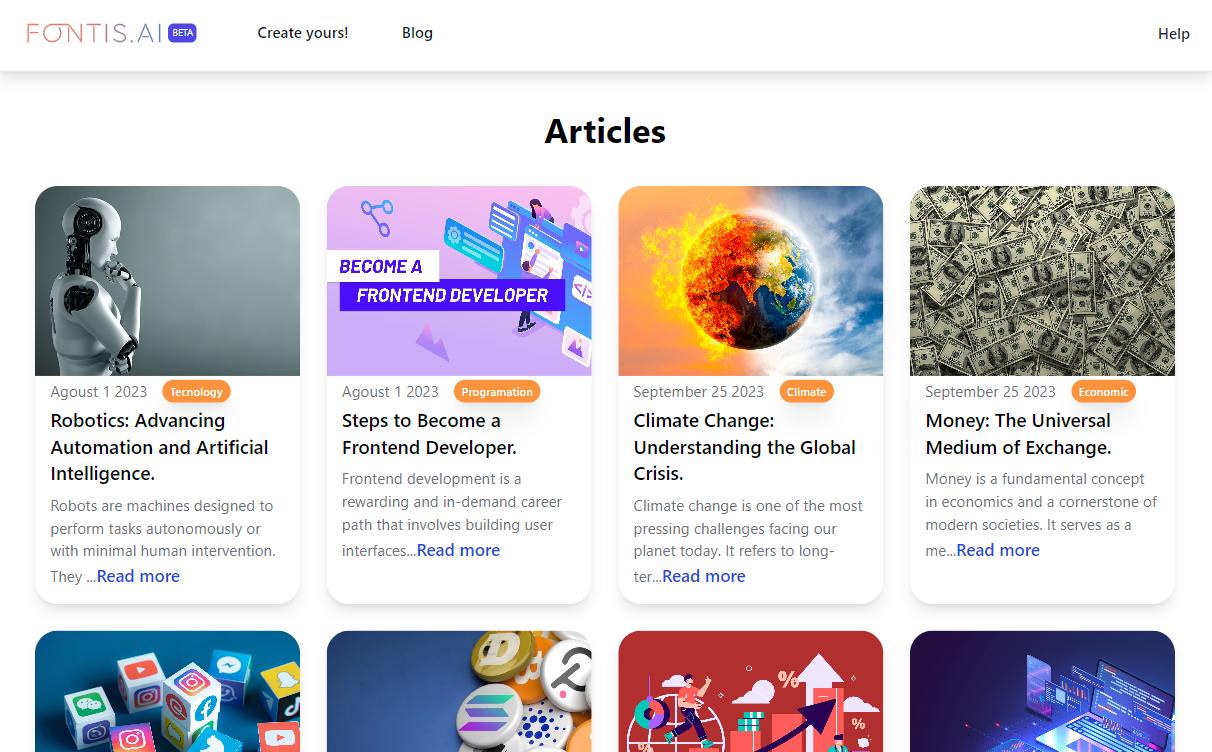 FONTIS.AI BETA Create yours! Blog Help
Articles
BECOME A
FRONTEND DEVELOPER
Agoust 1 2023 Tecnology
Robotics: Advancing
Automation and Artificial
Intelligence.
Robots are machines designed to
perform tasks autonomously or
with minimal human intervention.
They ...Read more
Agoust 1 2023 Programation
Steps to Become a
Frontend Developer.
Frontend development is a
rewarding and in-demand career
path that involves building user
interfaces...Read more
September 25 2023 Climate
Climate Change:
Understanding the Global
Crisis.
Climate change is one of the most
pressing challenges facing our
planet today. It refers to long-
ter...Read more
September 25 2023 Economic
Money: The Universal
Medium of Exchange.
Money is a fundamental concept
in economics and a cornerstone of
modern societies. It serves as a
me...Read more
%
%
%